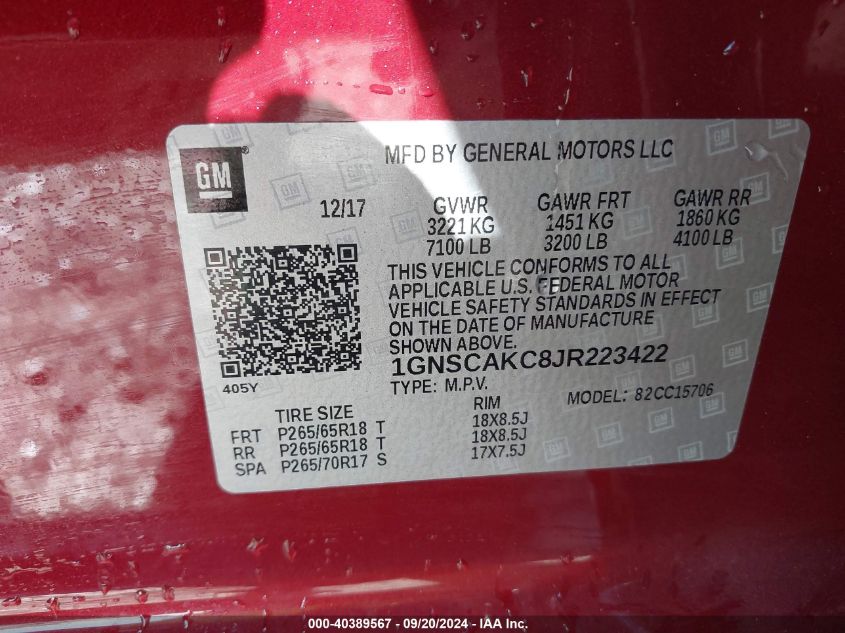 GM
MFD BY GENERAL MOTORS LLC
12/17
GVWR GAWR FRT GAWR RR
3221 KG 1451 KG 1860 KG
7100 LB 3200 LB 4100 LB
THIS VEHICLE CONFORMS TO ALL
APPLICABLE U.S. FEDERAL MOTOR
VEHICLE SAFETY STANDARDS IN EFFECT
ON THE DATE OF MANUFACTURE
SHOWN ABOVE.
1GNSCAKC8JR223422
405Y
TYPE: M.P.V. MODEL: 82CC15706
TIRE SIZE RIM
FRT P265/65R18 T 18X8.5J
RR P265/65R18 T 18X8.5J
SPA P265/70R17 S 17X7.5J
000-40389567 - 09/20/2024 - IAA Inc.